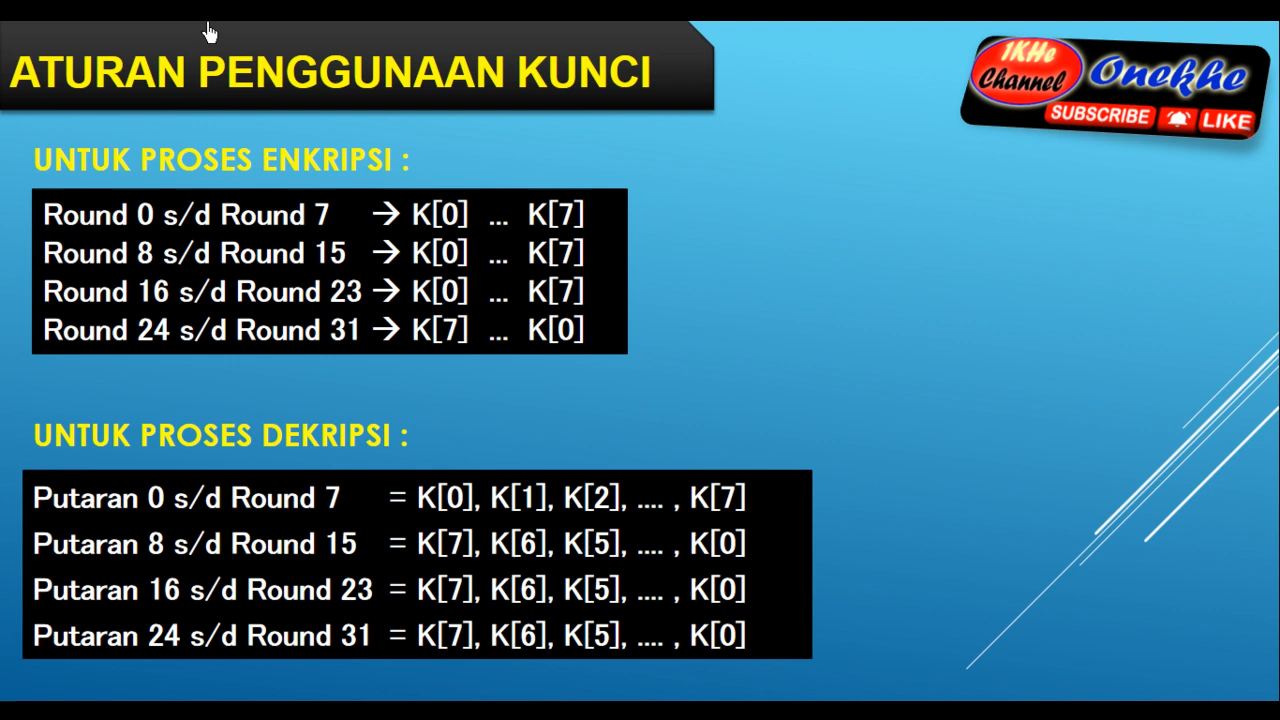 ATURAN PENGGUNAAN KUNCI
1KHe
Channel
Onekhe
SUBSCRIBE
LIKE
UNTUK PROSES ENKRIPSI :
Round 0 s/d Round 7 → K[0] ... K[7]
Round 8 s/d Round 15 → K[0] ... K[7]
Round 16 s/d Round 23 → K[0] ... K[7]
Round 24 s/d Round 31 → K[7] ... K[0]
UNTUK PROSES DEKRIPSI :
Putaran 0 s/d Round 7 = K[0], K[1], K[2], .... , K[7]
Putaran 8 s/d Round 15 = K[7], K[6], K[5], .... , K[0]
Putaran 16 s/d Round 23 = K[7], K[6], K[5], .... , K[0]
Putaran 24 s/d Round 31 = K[7], K[6], K[5], .... , K[0]